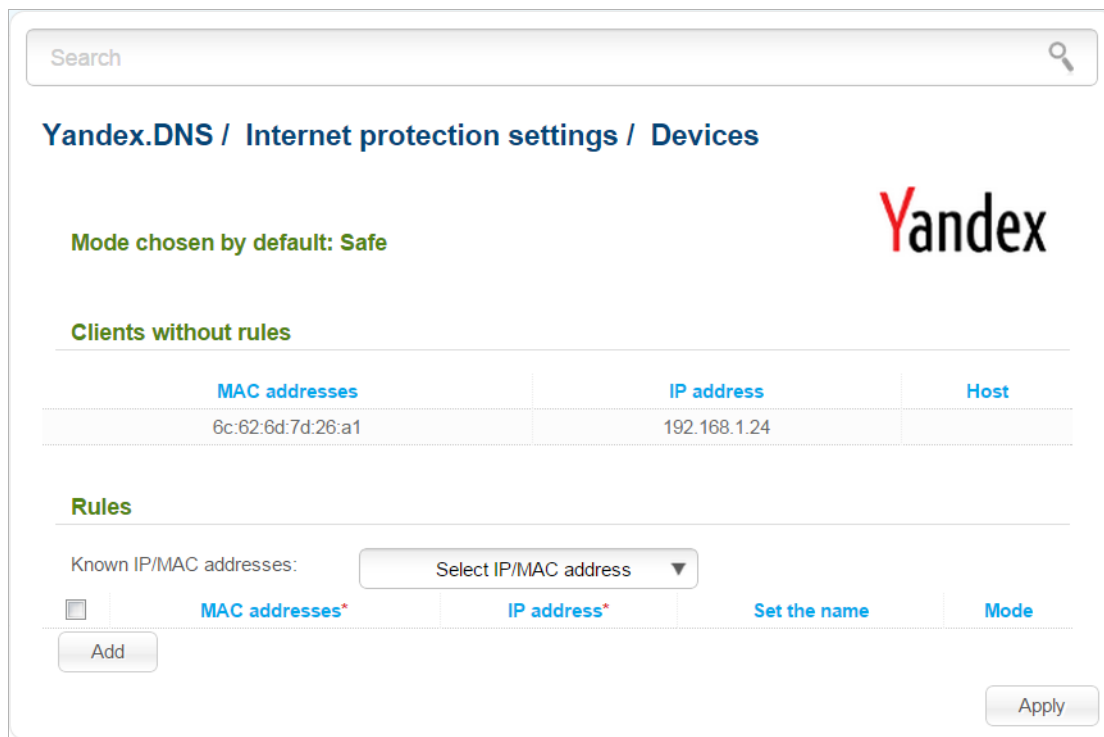 Search
Yandex.DNS / Internet protection settings / Devices
Yandex
Mode chosen by default: Safe
Clients without rules
MAC addresses IP address Host
6c:62:6d:7d:26:a1 192.168.1.24
Rules
Known IP/MAC addresses: Select IP/MAC address
MAC addresses* IP address* Set the name Mode
Add
Apply